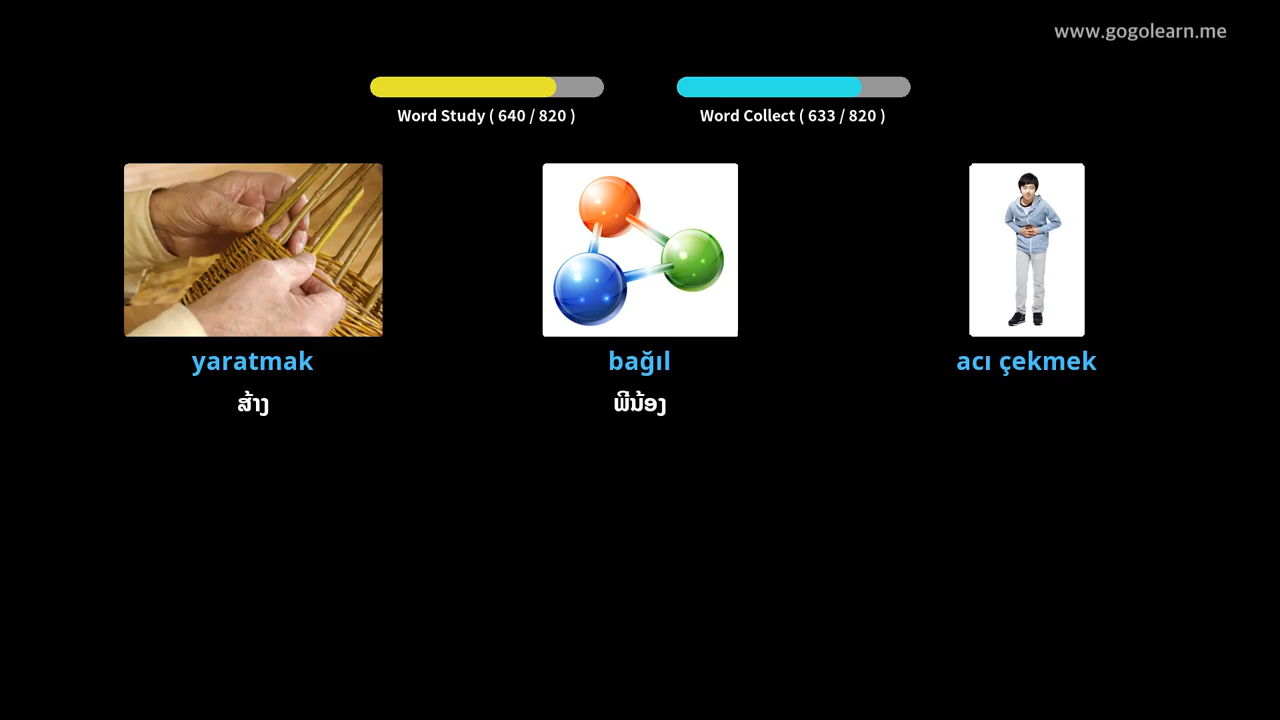 www.gogolearn.me
Word Study ( 640 / 820 )
Word Collect ( 633 / 820 )
yaratmak
bağıl
acı çekmek
ສ້າງ
ພີ່ນ້ອງ